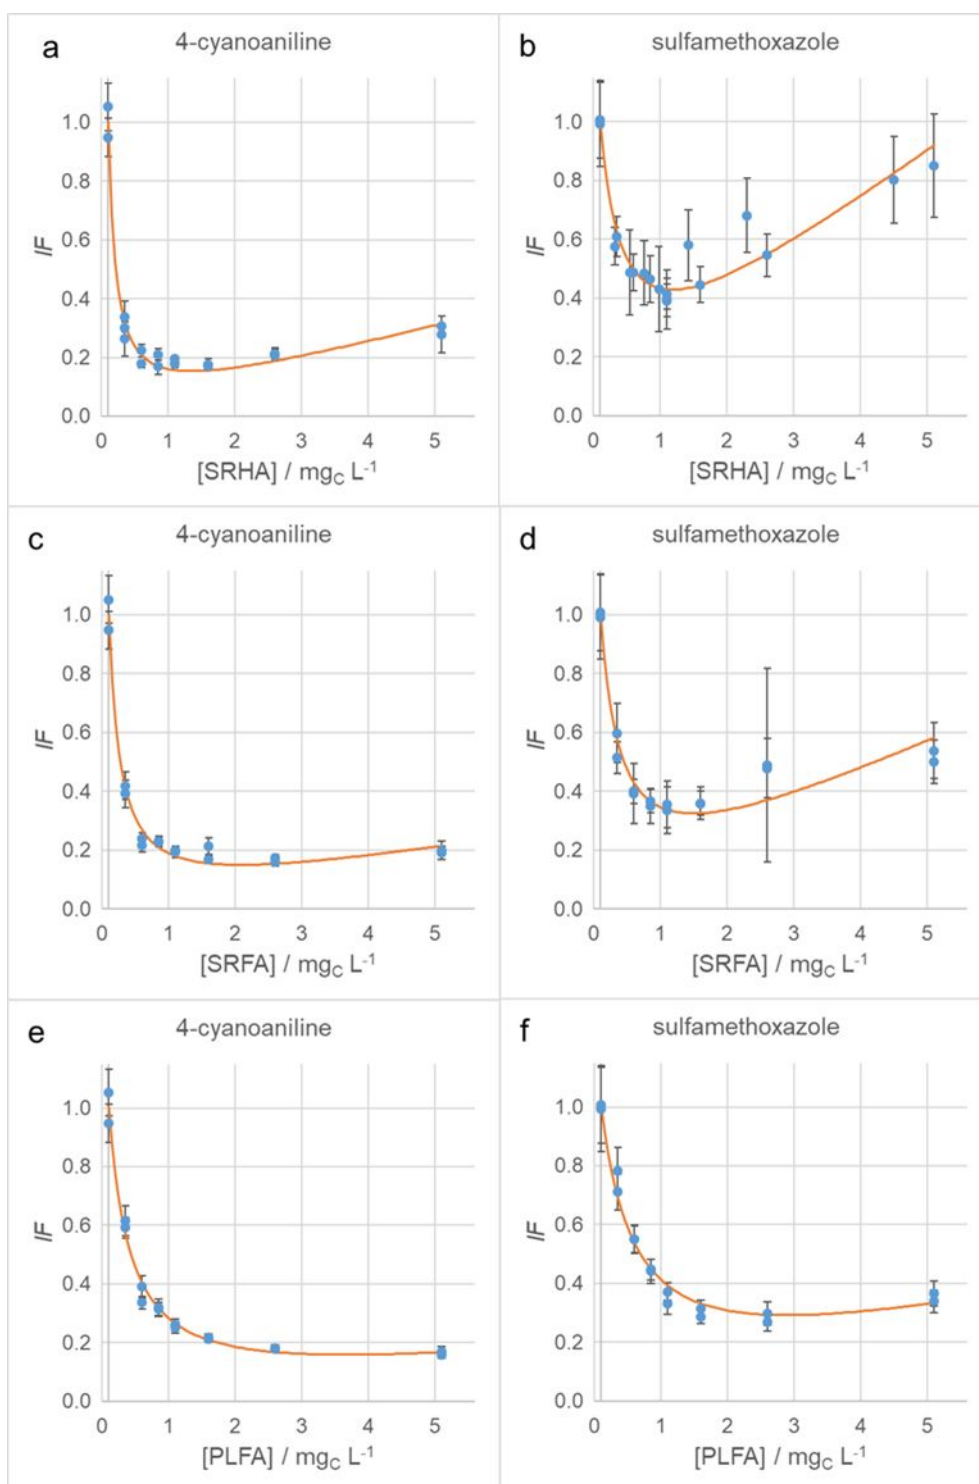 a
4-cyanoaniline
IF
1.0
0.8
0.6
0.4
0.2
0.0
0 1 2 3 4 5
[SRHA] / mgC L-1
b
sulfamethoxazole
IF
1.0
0.8
0.6
0.4
0.2
0.0
0 1 2 3 4 5
[SRHA] / mgC L-1
c
4-cyanoaniline
IF
1.0
0.8
0.6
0.4
0.2
0.0
0 1 2 3 4 5
[SRFA] / mgC L-1
d
sulfamethoxazole
IF
1.0
0.8
0.6
0.4
0.2
0.0
0 1 2 3 4 5
[SRFA] / mgC L-1
e
4-cyanoaniline
IF
1.0
0.8
0.6
0.4
0.2
0.0
0 1 2 3 4 5
[PLFA] / mgC L-1
f
sulfamethoxazole
IF
1.0
0.8
0.6
0.4
0.2
0.0
0 1 2 3 4 5
[PLFA] / mgC L-1